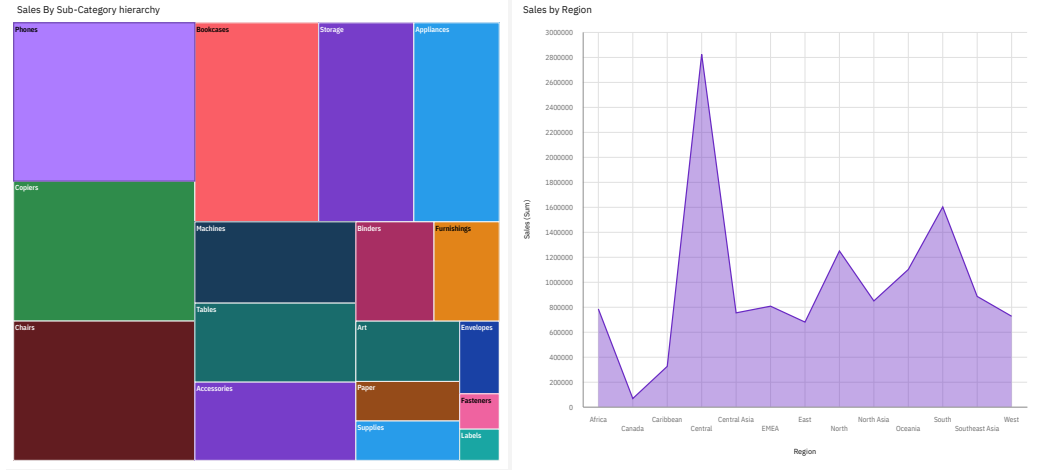 Sales By Sub-Category hierarchy
Phones
Bookcases
Storage
Appliances
Copiers
Machines
Binders
Furnishings
Tables
Chairs
Art
Envelopes
Accessories
Paper
Fasteners
Supplies
Labels
Sales by Region
Sales (Sum)
3000000
2800000
2600000
2400000
2200000
2000000
1800000
1600000
1400000
1200000
1000000
800000
600000
400000
200000
0
Africa
Canada
Caribbean
Central
Central Asia
EMEA
East
North
North Asia
Oceania
South
Southeast Asia
West
Region